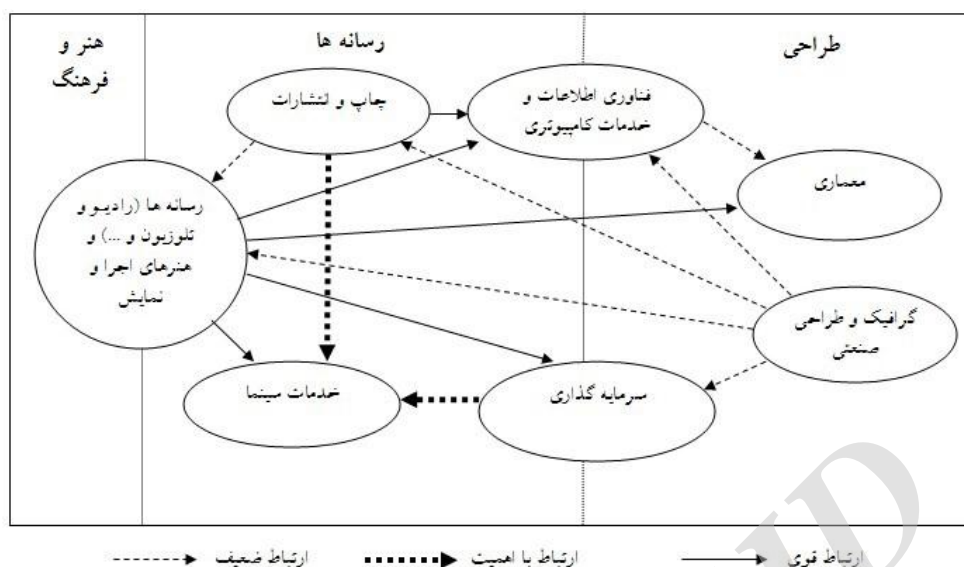 هنر و
فرهنگ
رسانه ها
طراحی
چاپ و انتشارات
فناوری اطلاعات و
خدمات کامپیوتری
معماری
رسانه ها (رادیو و
تلوزیون و ...) و
هنرهای اجرا و
نمایش
گرافیک و طراحی
صنعتی
خدمات سینما
سرمایه گذاری
ارتباط قوی
ارتباط با اهمیت
ارتباط ضعیف